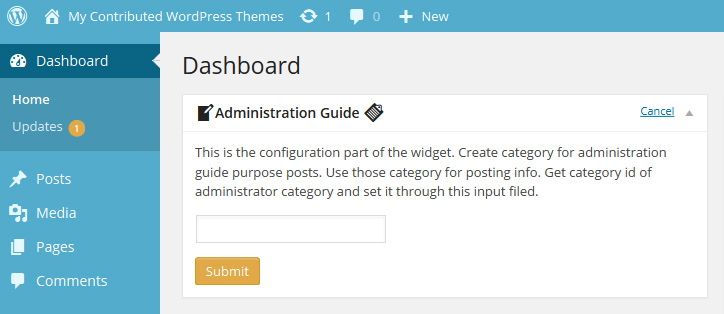 My Contributed WordPress Themes 1 0 New
Dashboard
Home
Updates 1
Posts
Media
Pages
Comments
Dashboard
Administration Guide Cancel
This is the configuration part of the widget. Create category for administration
guide purpose posts. Use those category for posting info. Get category id of
administrator category and set it through this input filed.
Submit